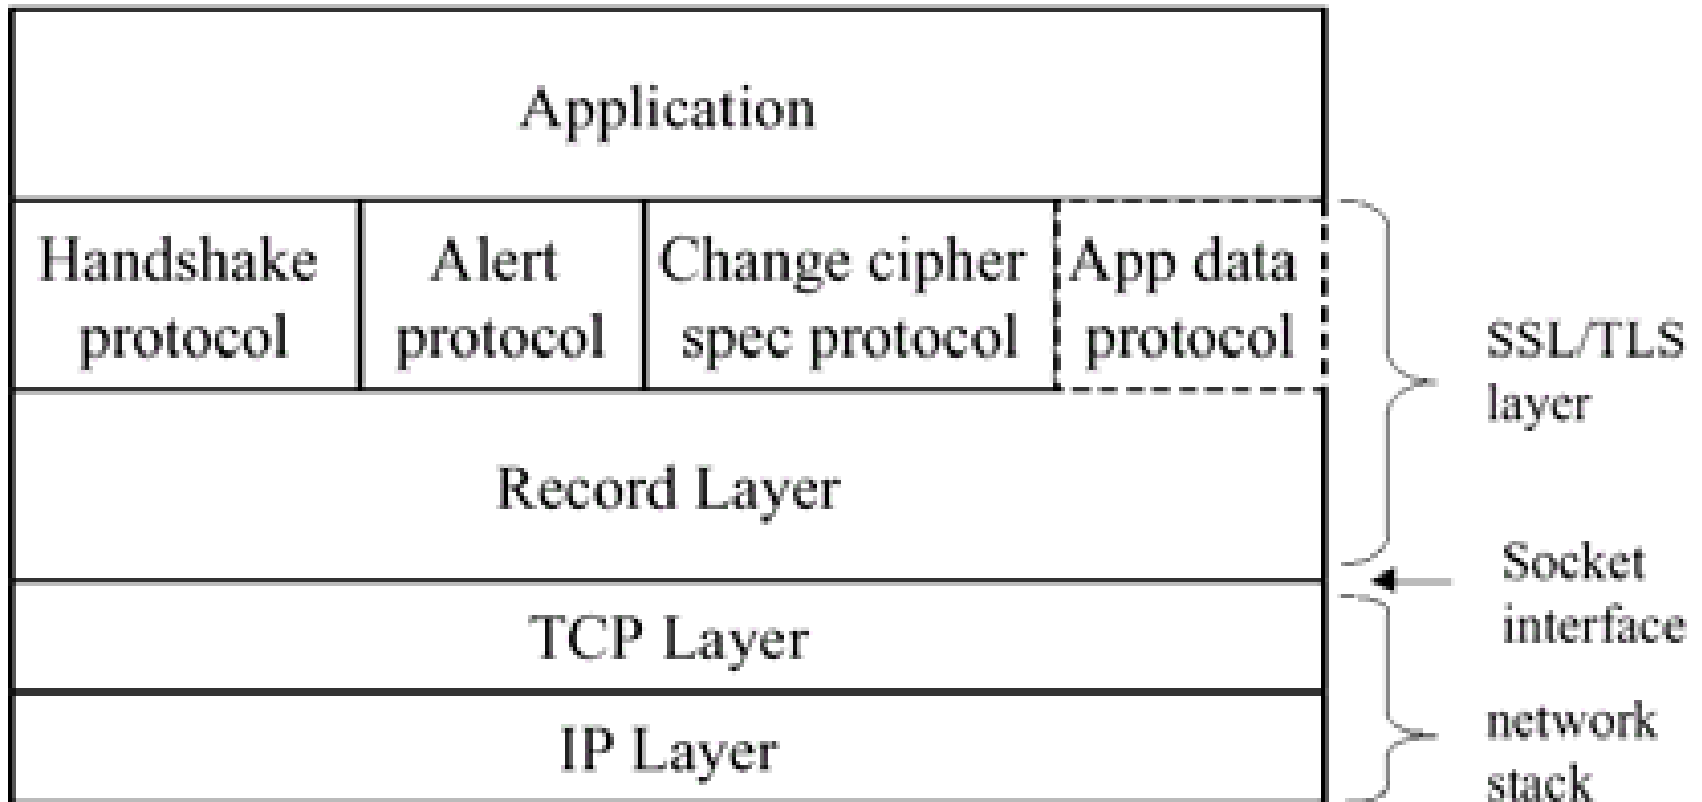 Application
Handshake
protocol
Alert
protocol
Change cipher
spec protocol
App data
protocol
SSL/TLS
layer
Record Layer
Socket
interface
TCP Layer
network
stack
IP Layer